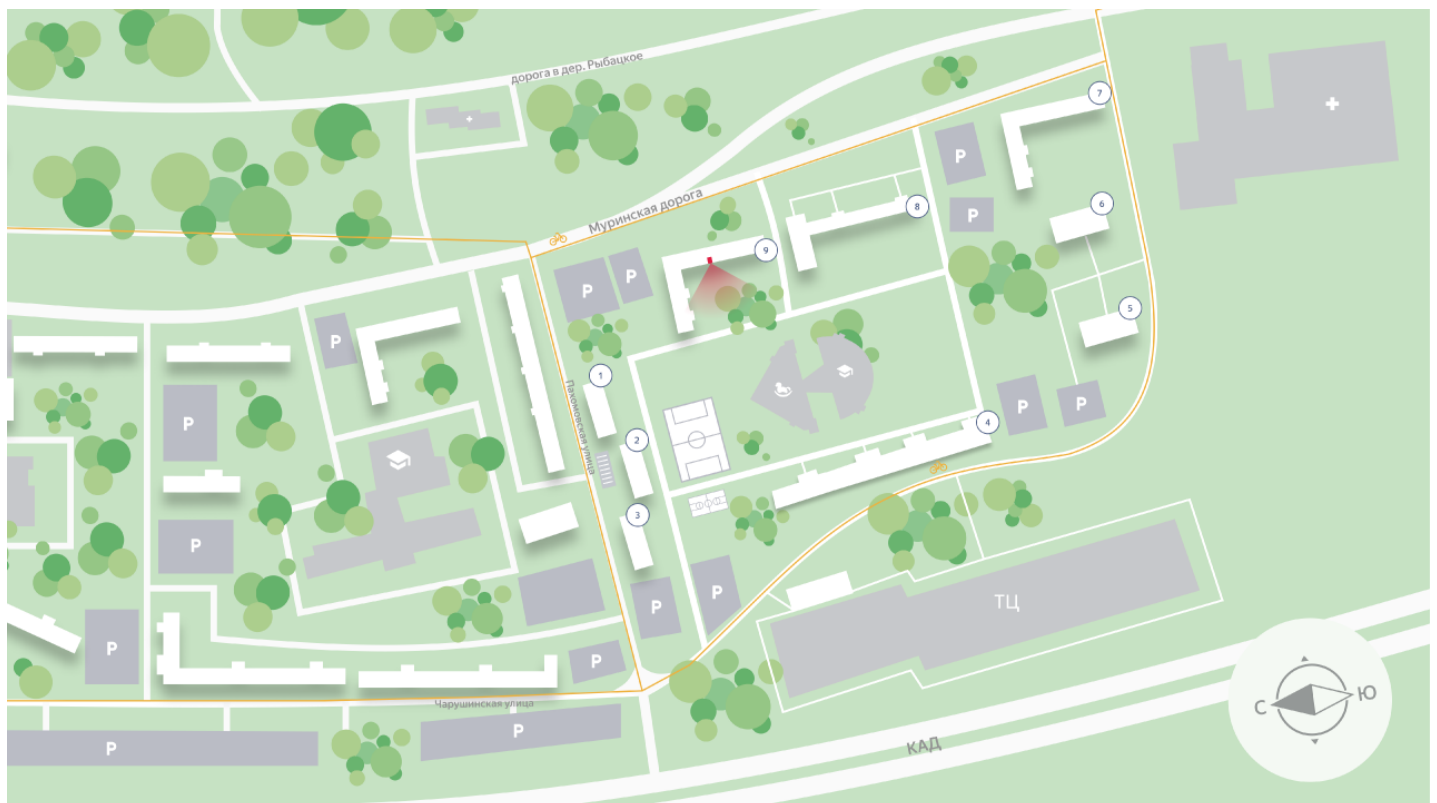 дорога в дер. Рыбацкое
7
P
6
8
P
Муринская дорога
9
P
P
5
P
1
Пахомовская улица
P
P
4
P
2
3
P
P
P
ТЦ
P
P
P
С
Ю
Чарушинская улица
P
P
КАД